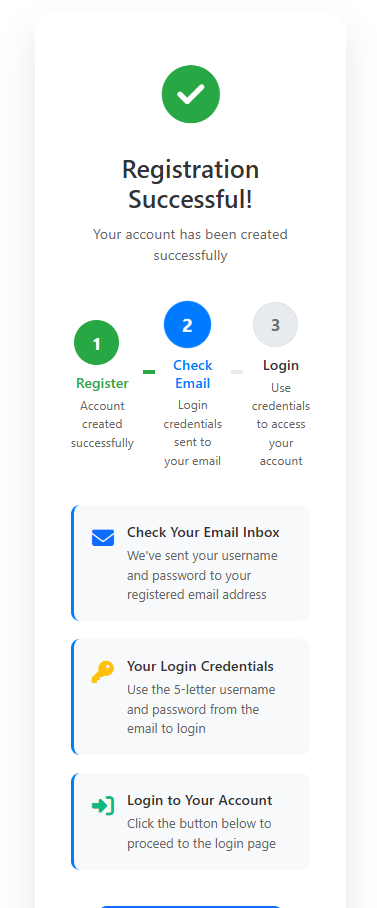 Registration
Successful!
Your account has been created
successfully
1
Register
Account
created
successfully
2
Check
Email
Login
credentials
sent to
your email
3
Login
Use
credentials
to access
your
account
Check Your Email Inbox
We've sent your username
and password to your
registered email address
Your Login Credentials
Use the 5-letter username
and password from the
email to login
Login to Your Account
Click the button below to
proceed to the login page